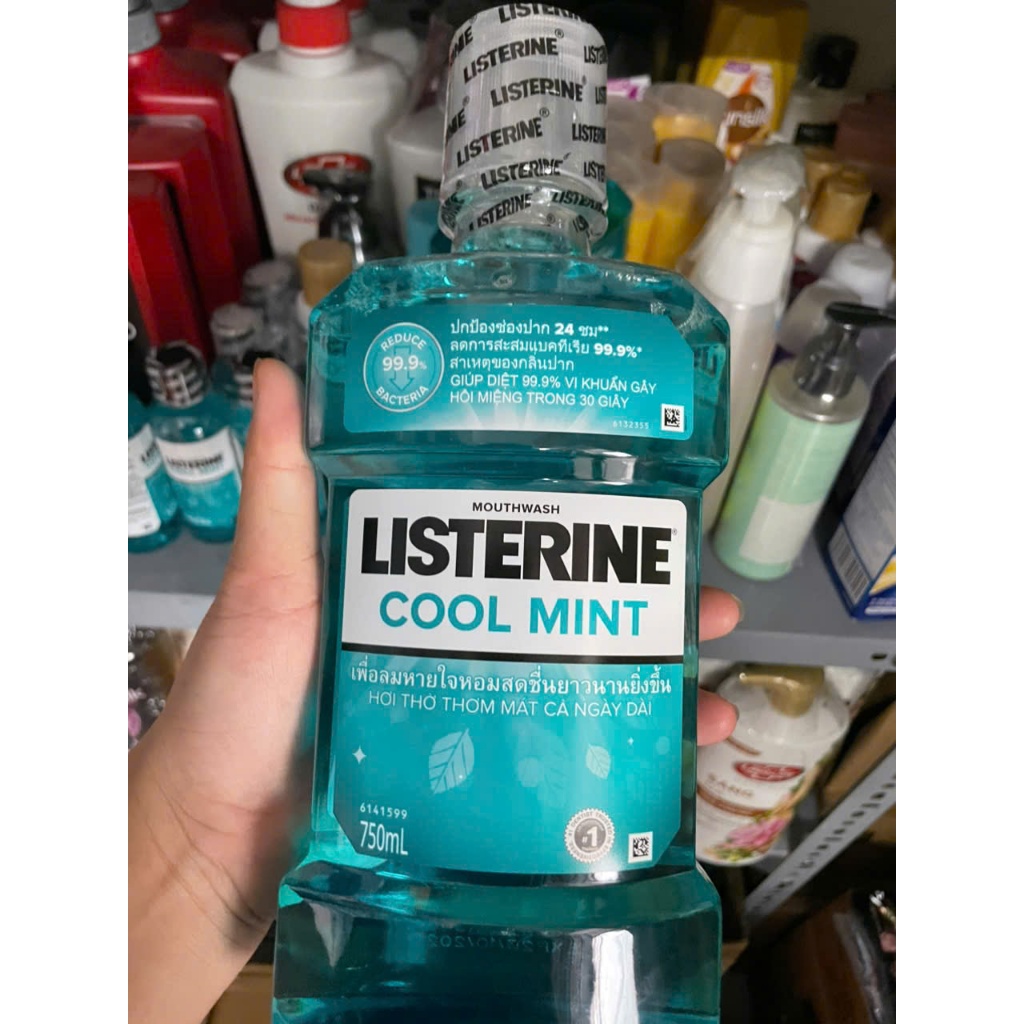 LISTERINE®
LISTERINE®
LISTERINE
LISTERINE
LISTERINE
REDUCE
99.9%
BACTERIA
ปกป้องช่องปาก 24 ชม**
ลดการสะสมแบคทีเรีย 99.9%*
สาเหตุของกลิ่นปาก
GIÚP DIỆT 99.9% VI KHUẨN GÂY
HÔI MIỆNG TRONG 30 GIÂY
6132355
MOUTHWASH
LISTERINE®
COOL MINT
เพื่อลมหายใจหอมสดชื่นยาวนานยิ่งขึ้น
HƠI THỞ THƠM MÁT CẢ NGÀY DÀI
6141599
750mL
#1
LISTERINE